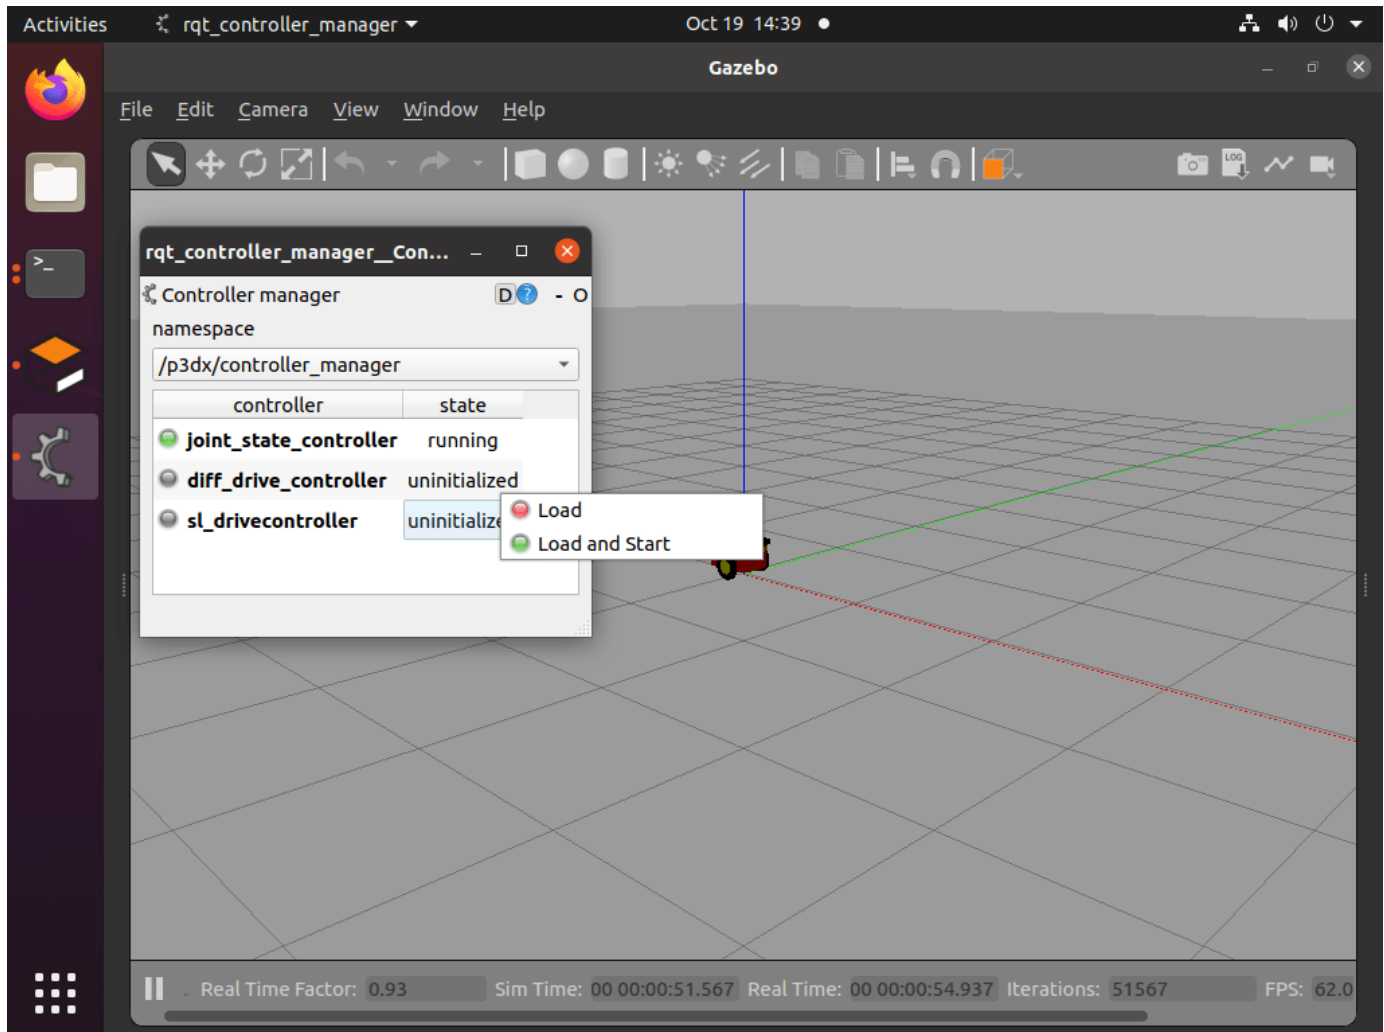 Activities rqt_controller_manager Oct 19 14:39
Gazebo
File Edit Camera View Window Help
LOG
rqt_controller_manager__Con...
Controller manager D ? - O
namespace
/p3dx/controller_manager
controller state
joint_state_controller running
diff_drive_controller uninitialized
sl_drivecontroller uninitialize
Load
Load and Start
Real Time Factor: 0.93 Sim Time: 00 00:00:51.567 Real Time: 00 00:00:54.937 Iterations: 51567 FPS: 62.0